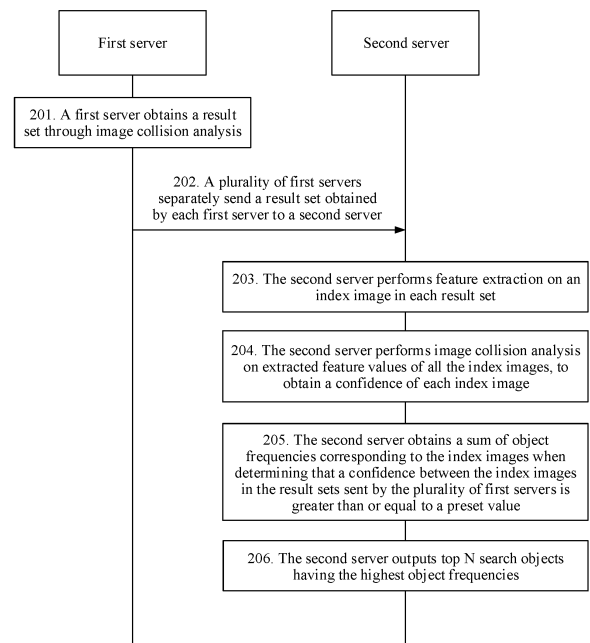 First server
Second server
201. A first server obtains a result
set through image collision analysis
202. A plurality of first servers
separately send a result set obtained
by each first server to a second server
203. The second server performs feature extraction on an
index image in each result set
204. The second server performs image collision analysis
on extracted feature values of all the index images, to
obtain a confidence of each index image
205. The second server obtains a sum of object
frequencies corresponding to the index images when
determining that a confidence between the index images
in the result sets sent by the plurality of first servers is
greater than or equal to a preset value
206. The second server outputs top N search objects
having the highest object frequencies